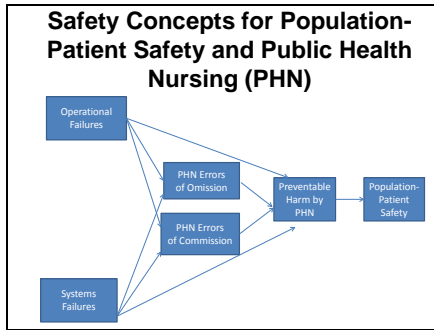 Safety Concepts for Population-
Patient Safety and Public Health
Nursing (PHN)
Operational
Failures
PHN Errors
of Omission
Preventable
Harm by
PHN
Population-
Patient
Safety
PHN Errors
of Commission
Systems
Failures